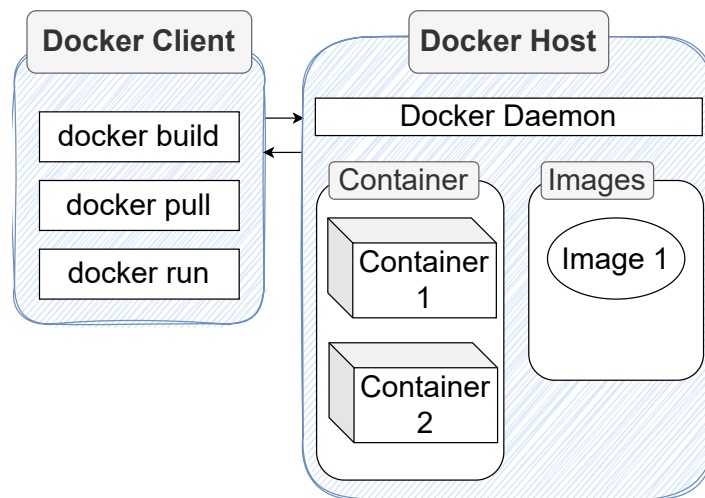 Docker Client
docker build
docker pull
docker run
Docker Host
Docker Daemon
Container
Container
1
Container
2
Images
Image 1